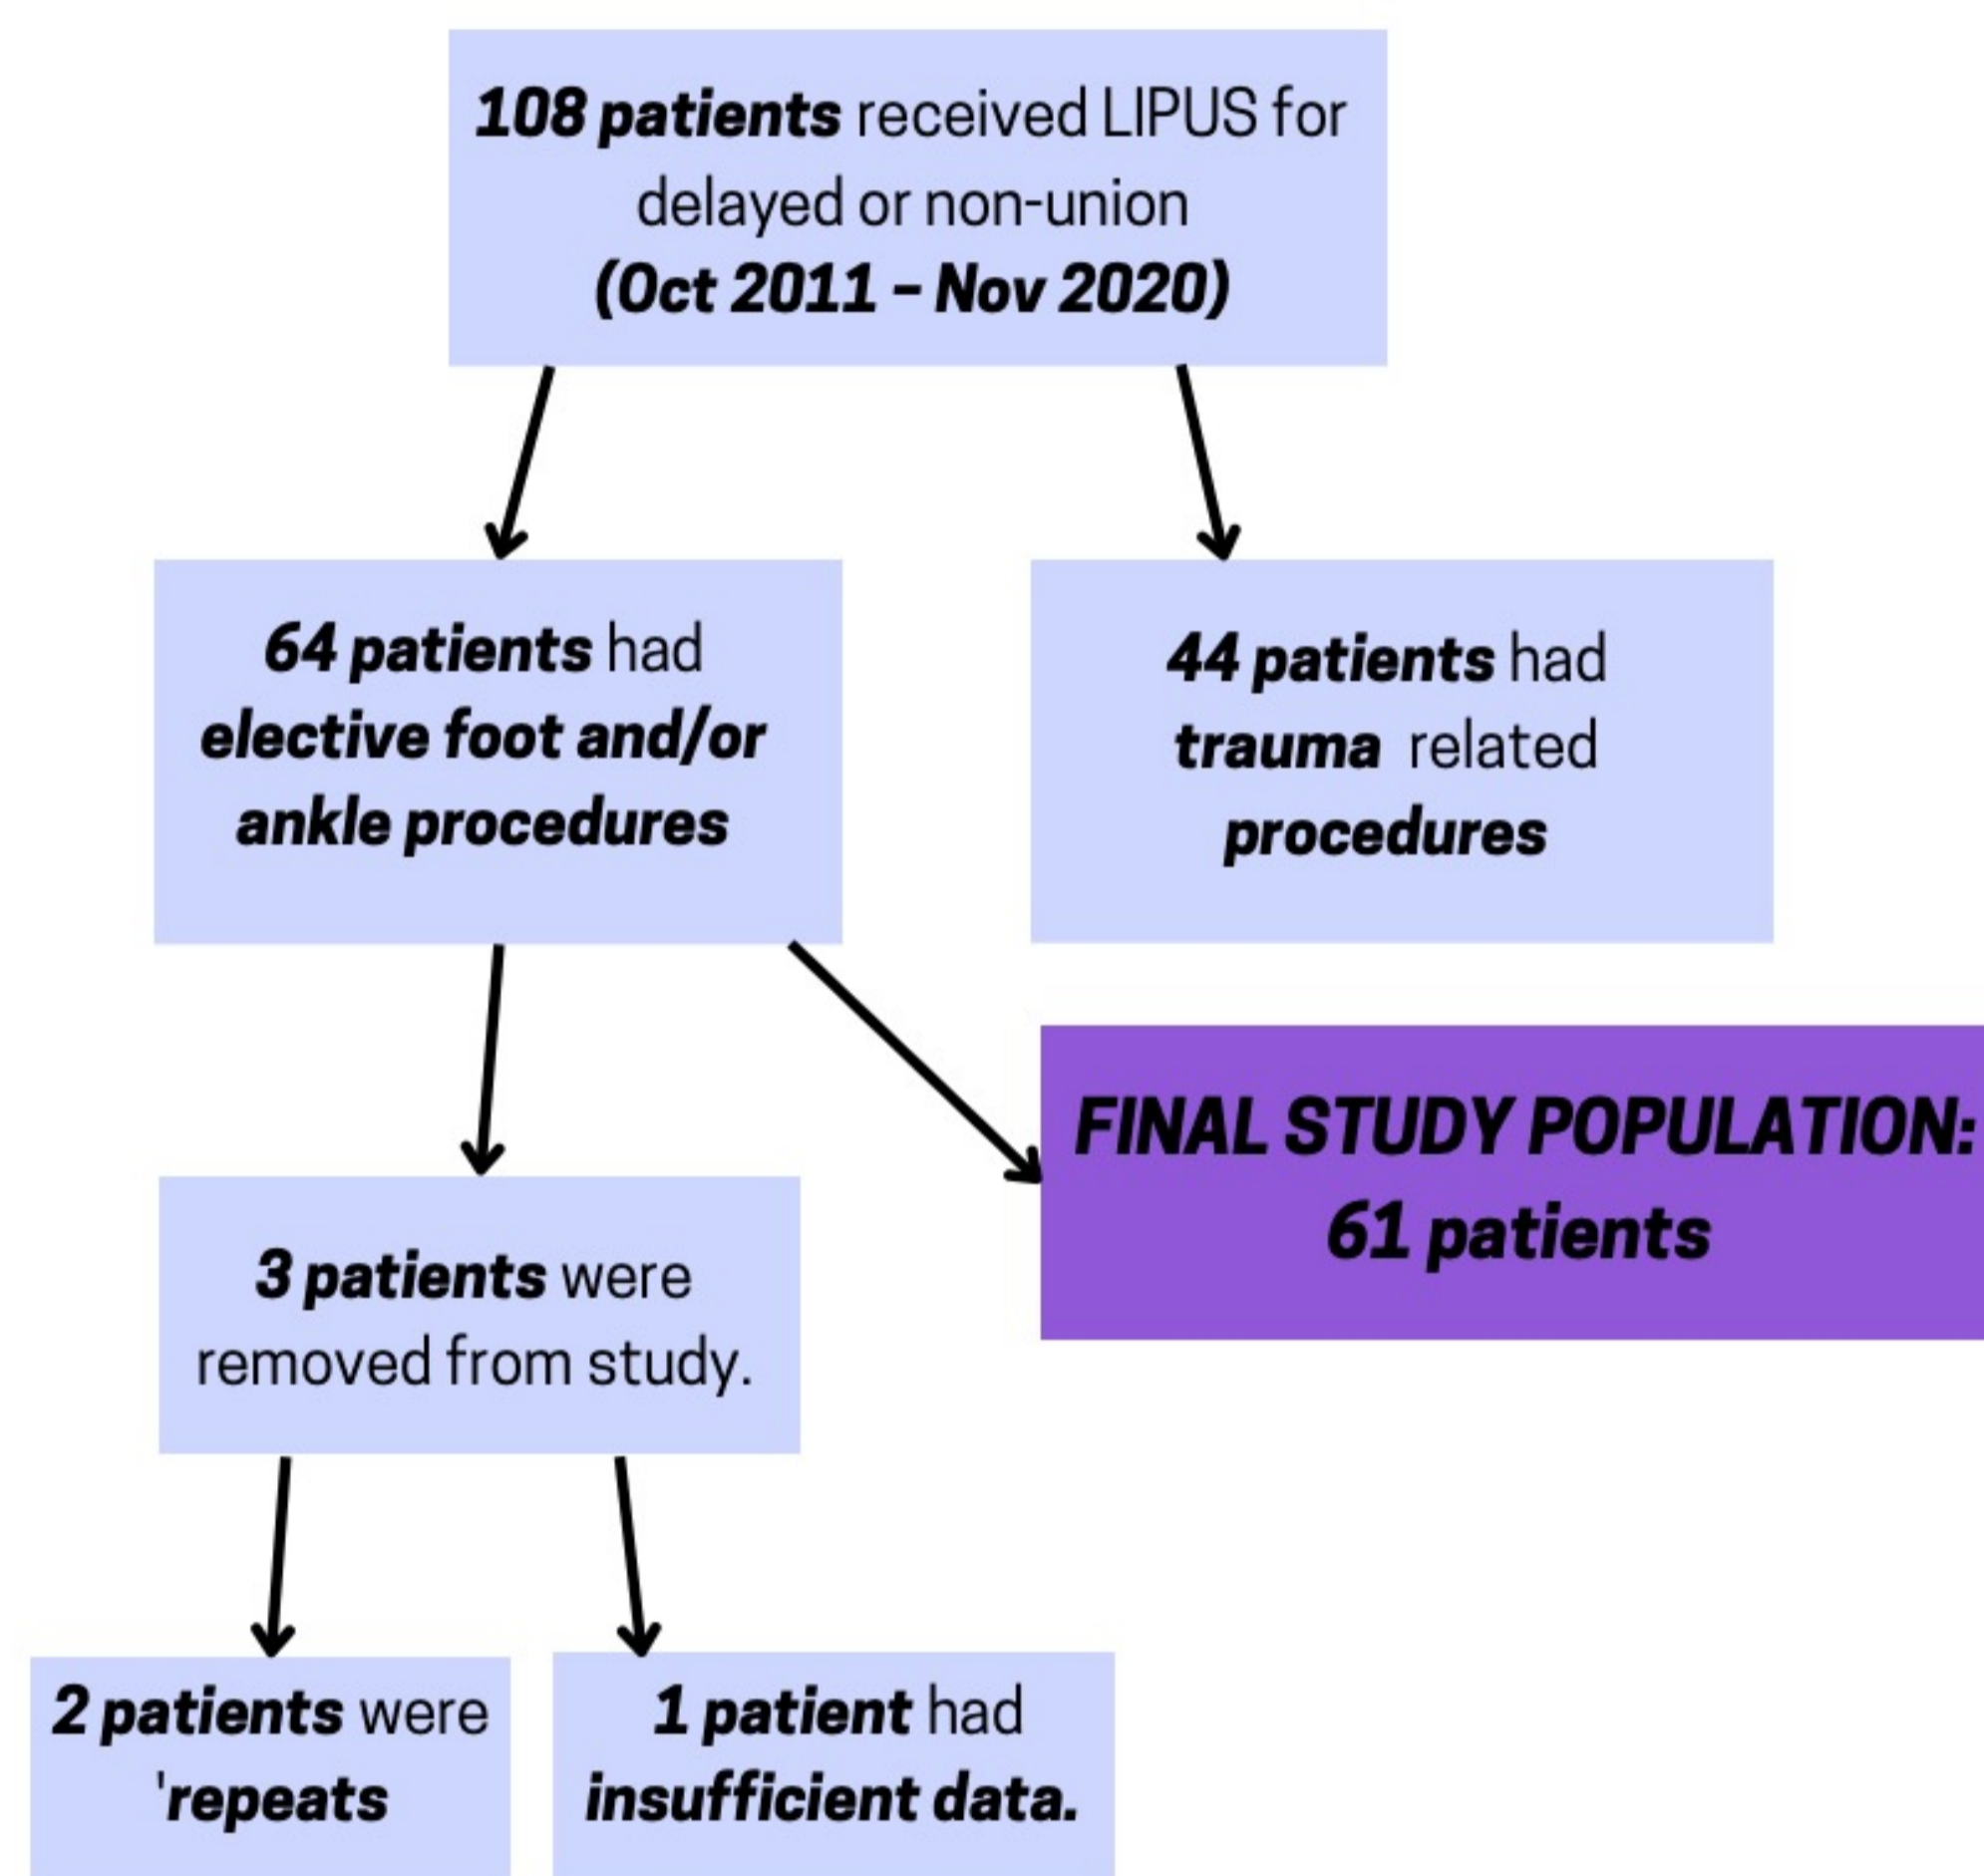 108 patients received LIPUS for
delayed or non-union
(Oct 2011 – Nov 2020)
64 patients had
elective foot and/or
ankle procedures
44 patients had
trauma related
procedures
FINAL STUDY POPULATION:
61 patients
3 patients were
removed from study.
2 patients were
'repeats
1 patient had
insufficient data.